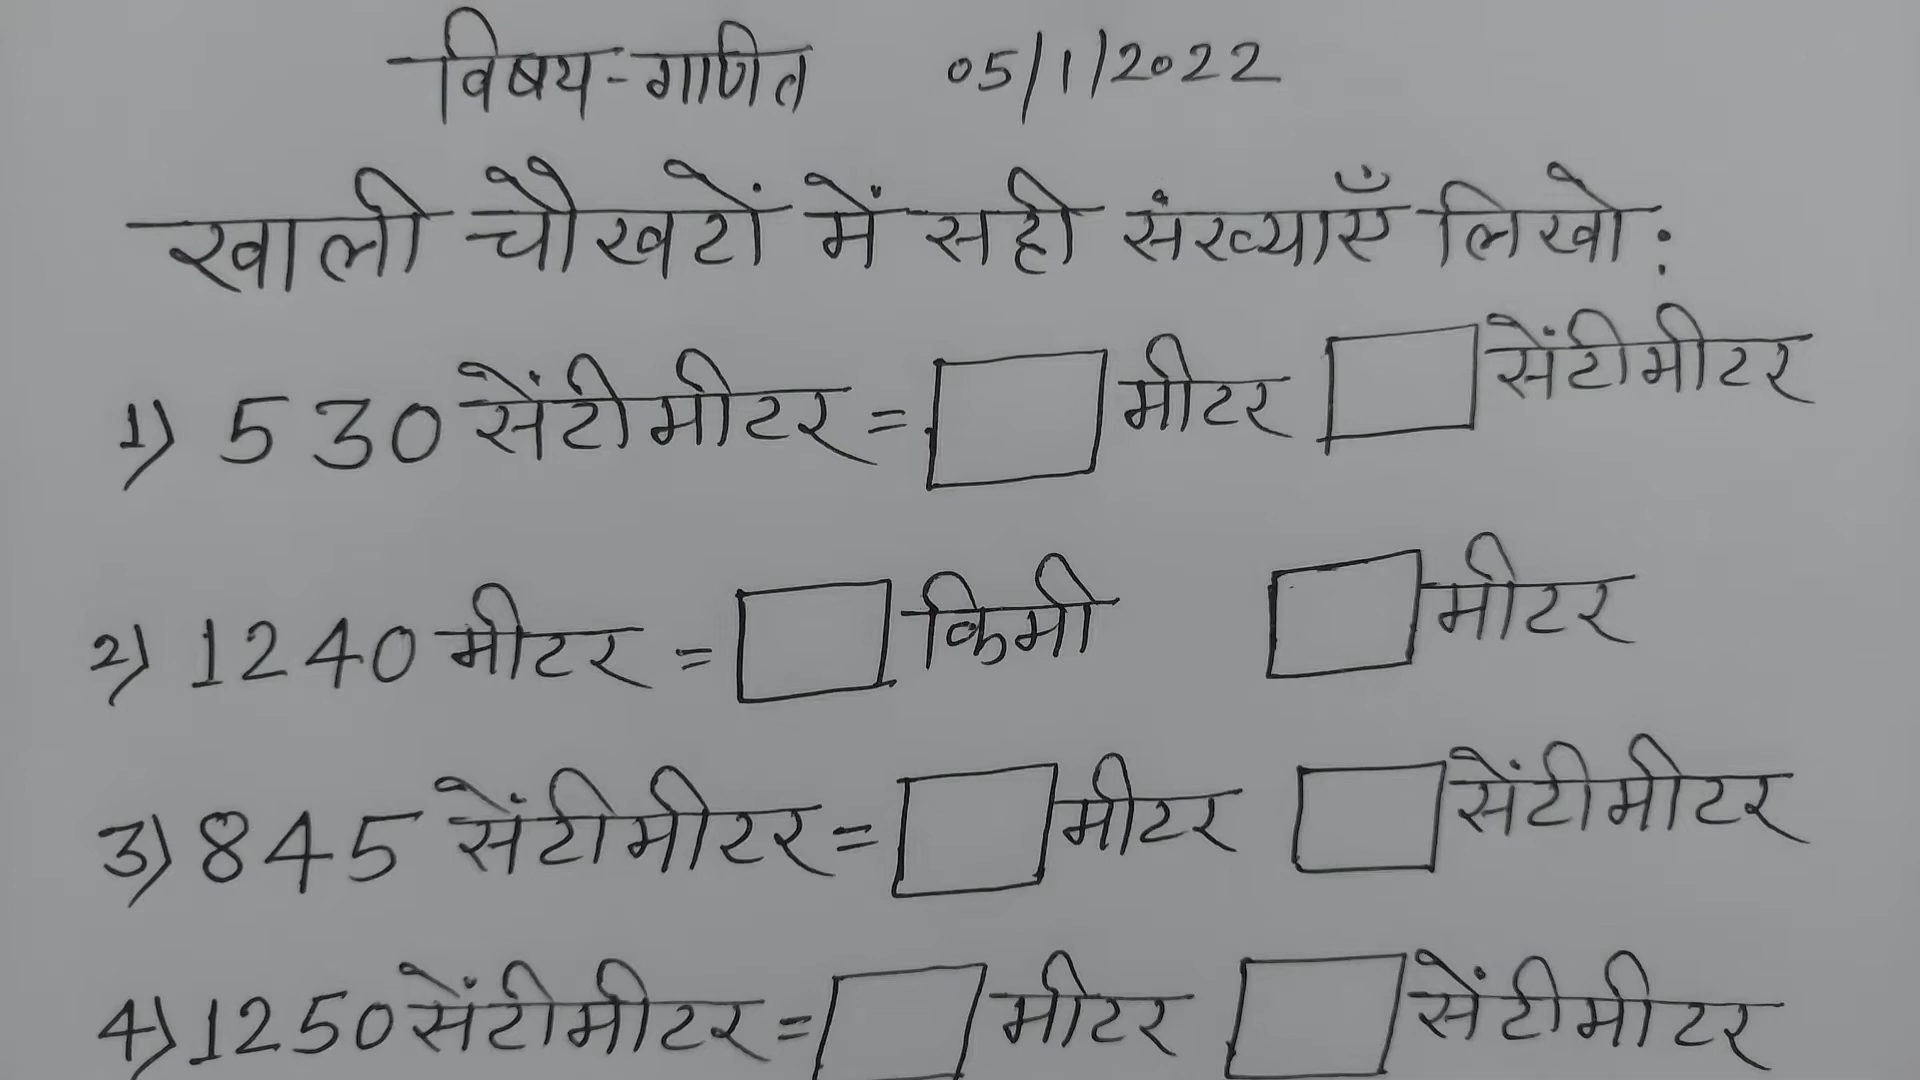 विषय-गणित 05/1/2022
खाली चौखटों में सही संख्याएँ लिखो:
1) 530 सेंटीमीटर = मीटर सेंटीमीटर
2) 1240 मीटर = किमी मीटर
3) 845 सेंटीमीटर = मीटर सेंटीमीटर
4) 1250 सेंटीमीटर = मीटर सेंटीमीटर